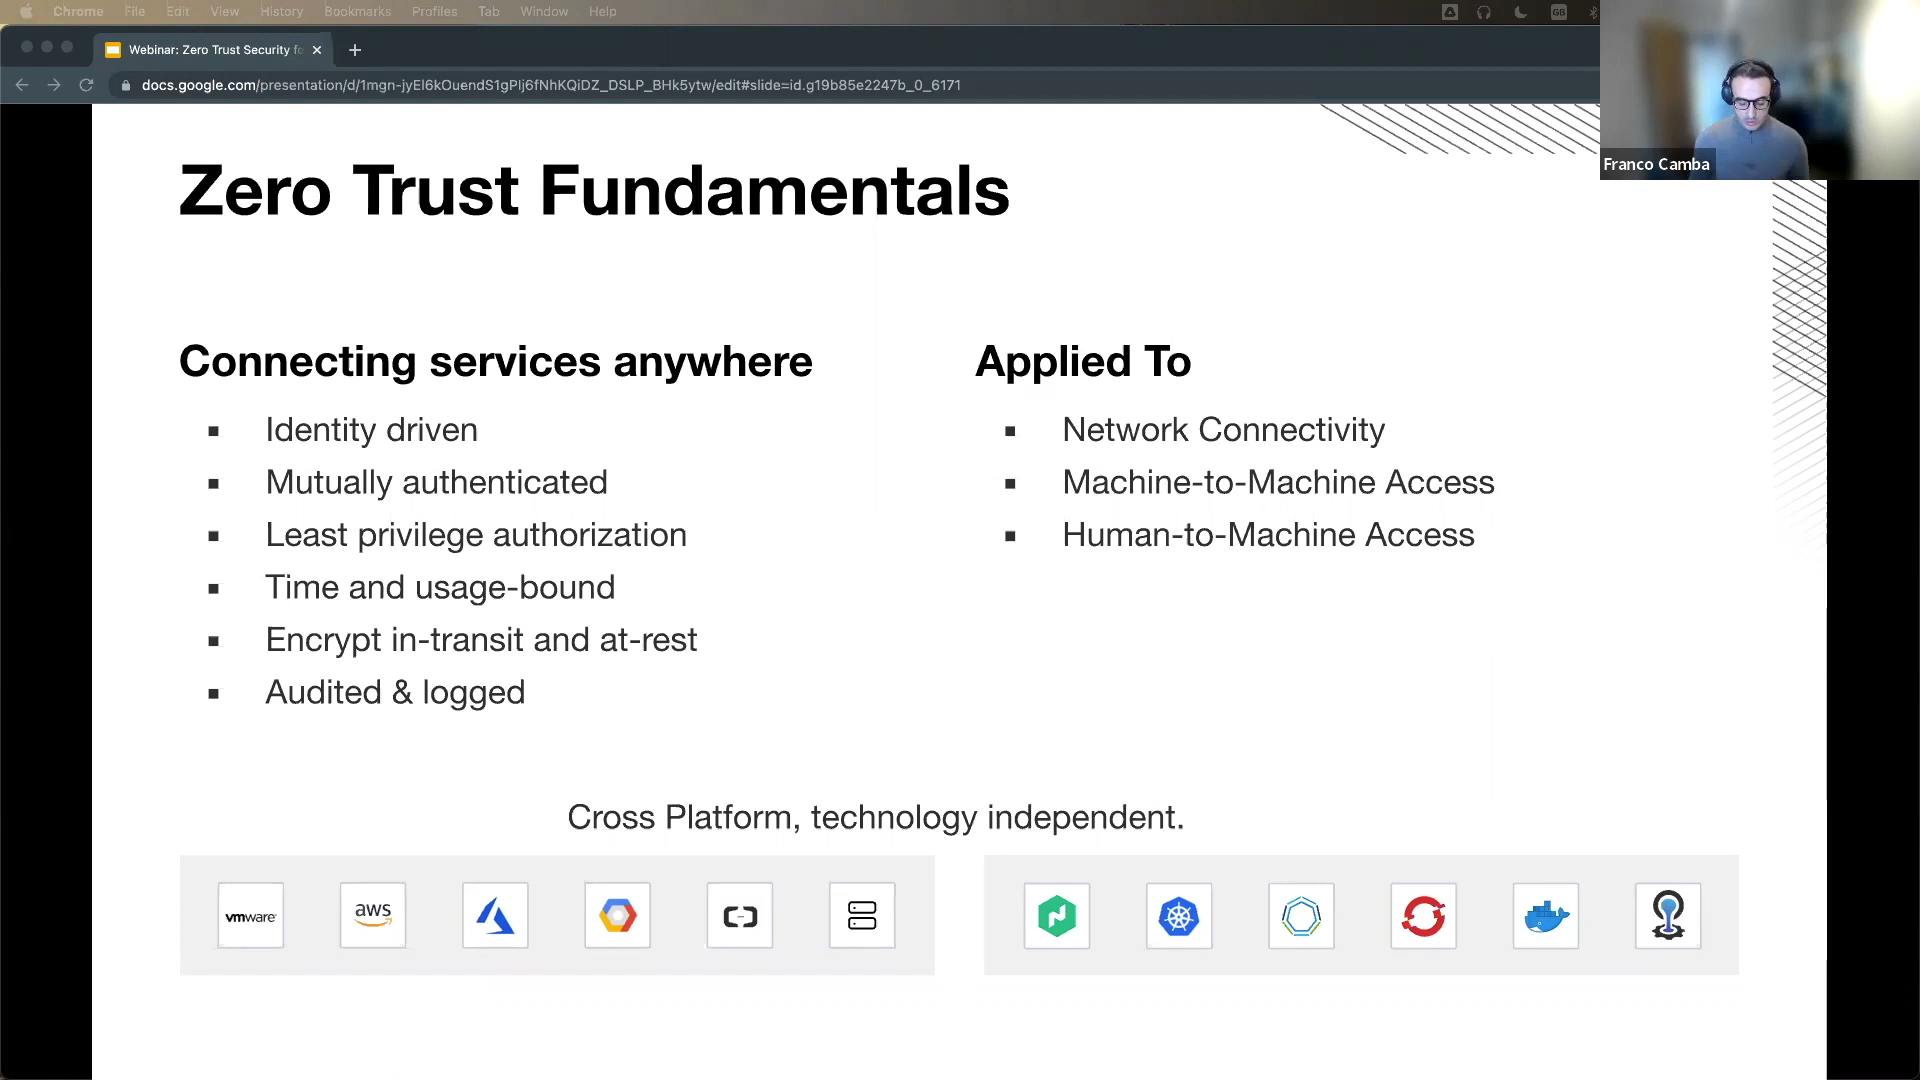 Chrome File Edit View History Bookmarks Profiles Tab Window Help
GB
Webinar: Zero Trust Security fo
docs.google.com/presentation/d/1mgn-jyEl6kOuendS1gPlj6fNhKQiDZ_DSLP_BHk5ytw/edit#slide=id.g19b85e2247b_0_6171
Franco Camba
Zero Trust Fundamentals
Connecting services anywhere
Identity driven
Mutually authenticated
Least privilege authorization
Time and usage-bound
Encrypt in-transit and at-rest
Audited & logged
Applied To
Network Connectivity
Machine-to-Machine Access
Human-to-Machine Access
Cross Platform, technology independent.
vmware
aws